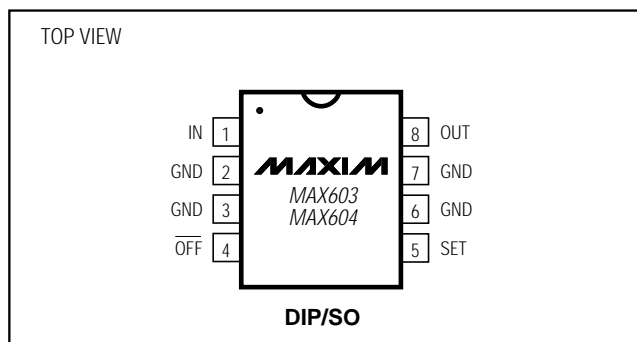 TOP VIEW
IN 1
8 OUT
GND 2
MAXIM
7 GND
MAX603
GND 3
MAX604
6 GND
OFF 4
5 SET
DIP/SO